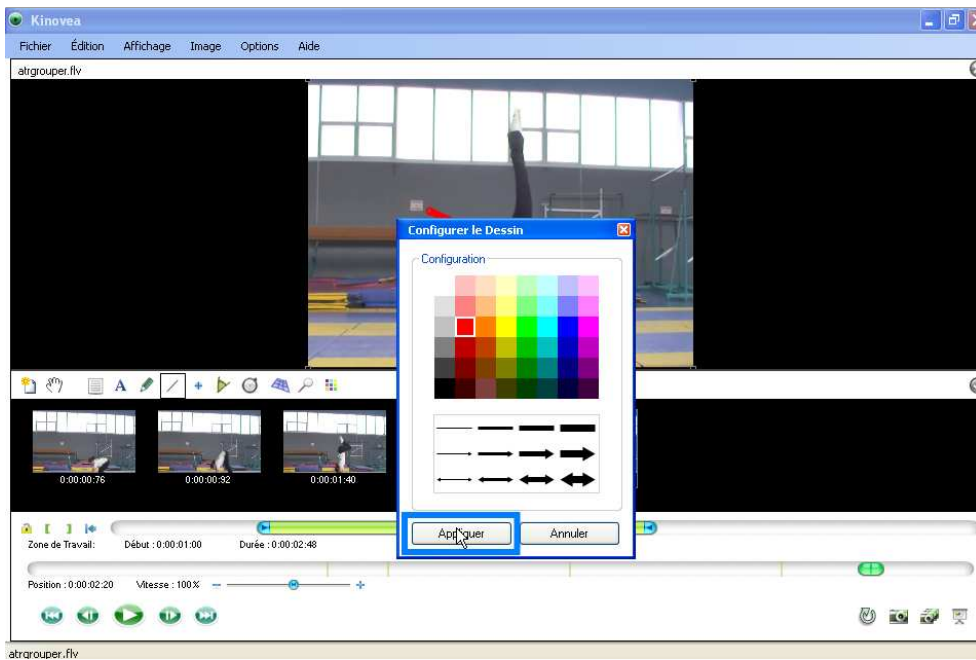 Kinovea
Fichier Édition Affichage Image Options Aide
atrgrouper.flv
Configurer le Dessin
Configuration
A
0:00:00:76 0:00:00:92 0:00:01:40
Appliquer Annuler
Zone de Travail: Début : 0:00:01:00 Durée : 0:00:02:48
Position : 0:00:02:20 Vitesse : 100%
atrgrouper.flv